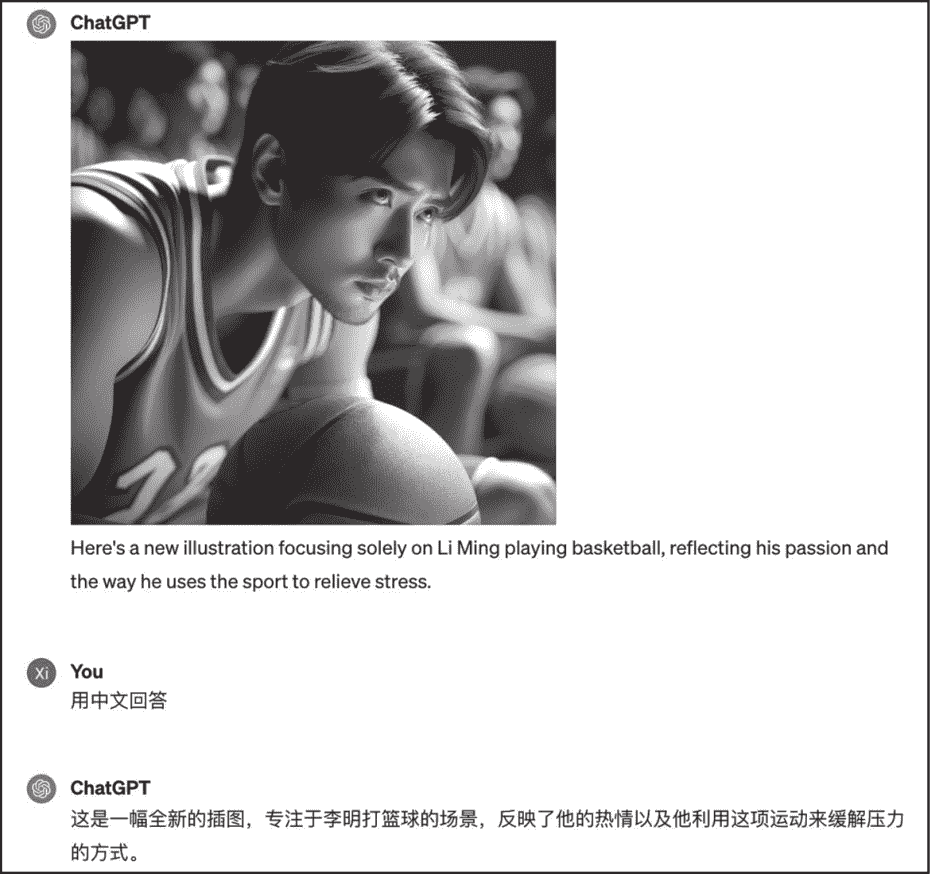 ChatGPT
Here's a new illustration focusing solely on Li Ming playing basketball, reflecting his passion and
the way he uses the sport to relieve stress.
Xi
You
用中文回答
ChatGPT
这是一幅全新的插图，专注于李明打篮球的场景，反映了他的热情以及他利用这项运动来缓解压力
的方式。